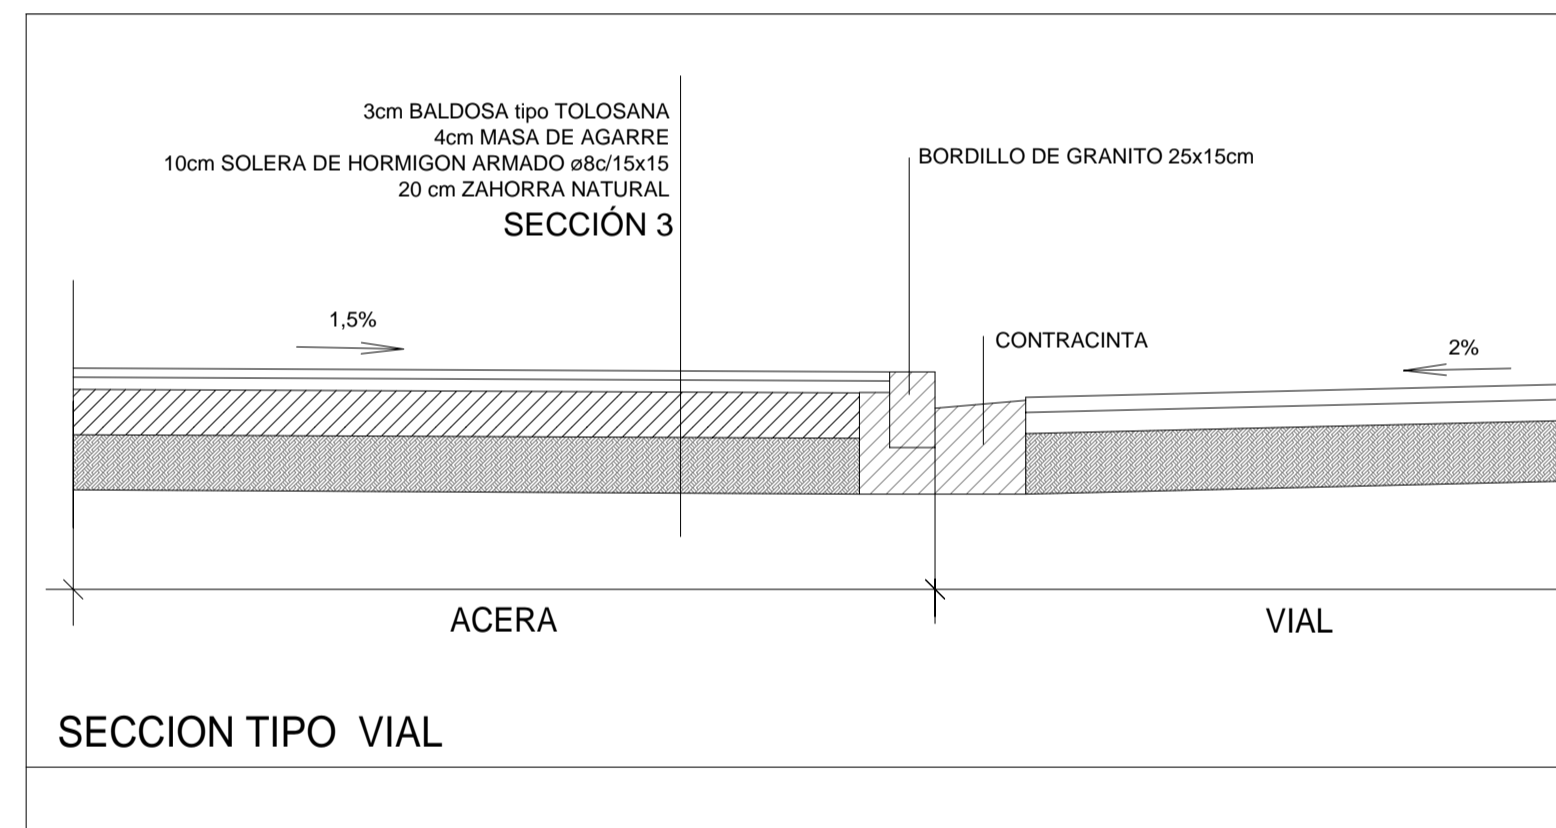 3cm BALDOSA tipo TOLOSANA
4cm MASA DE AGARRE
10cm SOLERA DE HORMIGON ARMADO ø8c/15x15
20 cm ZAHORRA NATURAL
SECCIÓN 3
BORDILLO DE GRANITO 25x15cm
1,5%
CONTRACINTA
2%
ACERA
VIAL
SECCION TIPO VIAL